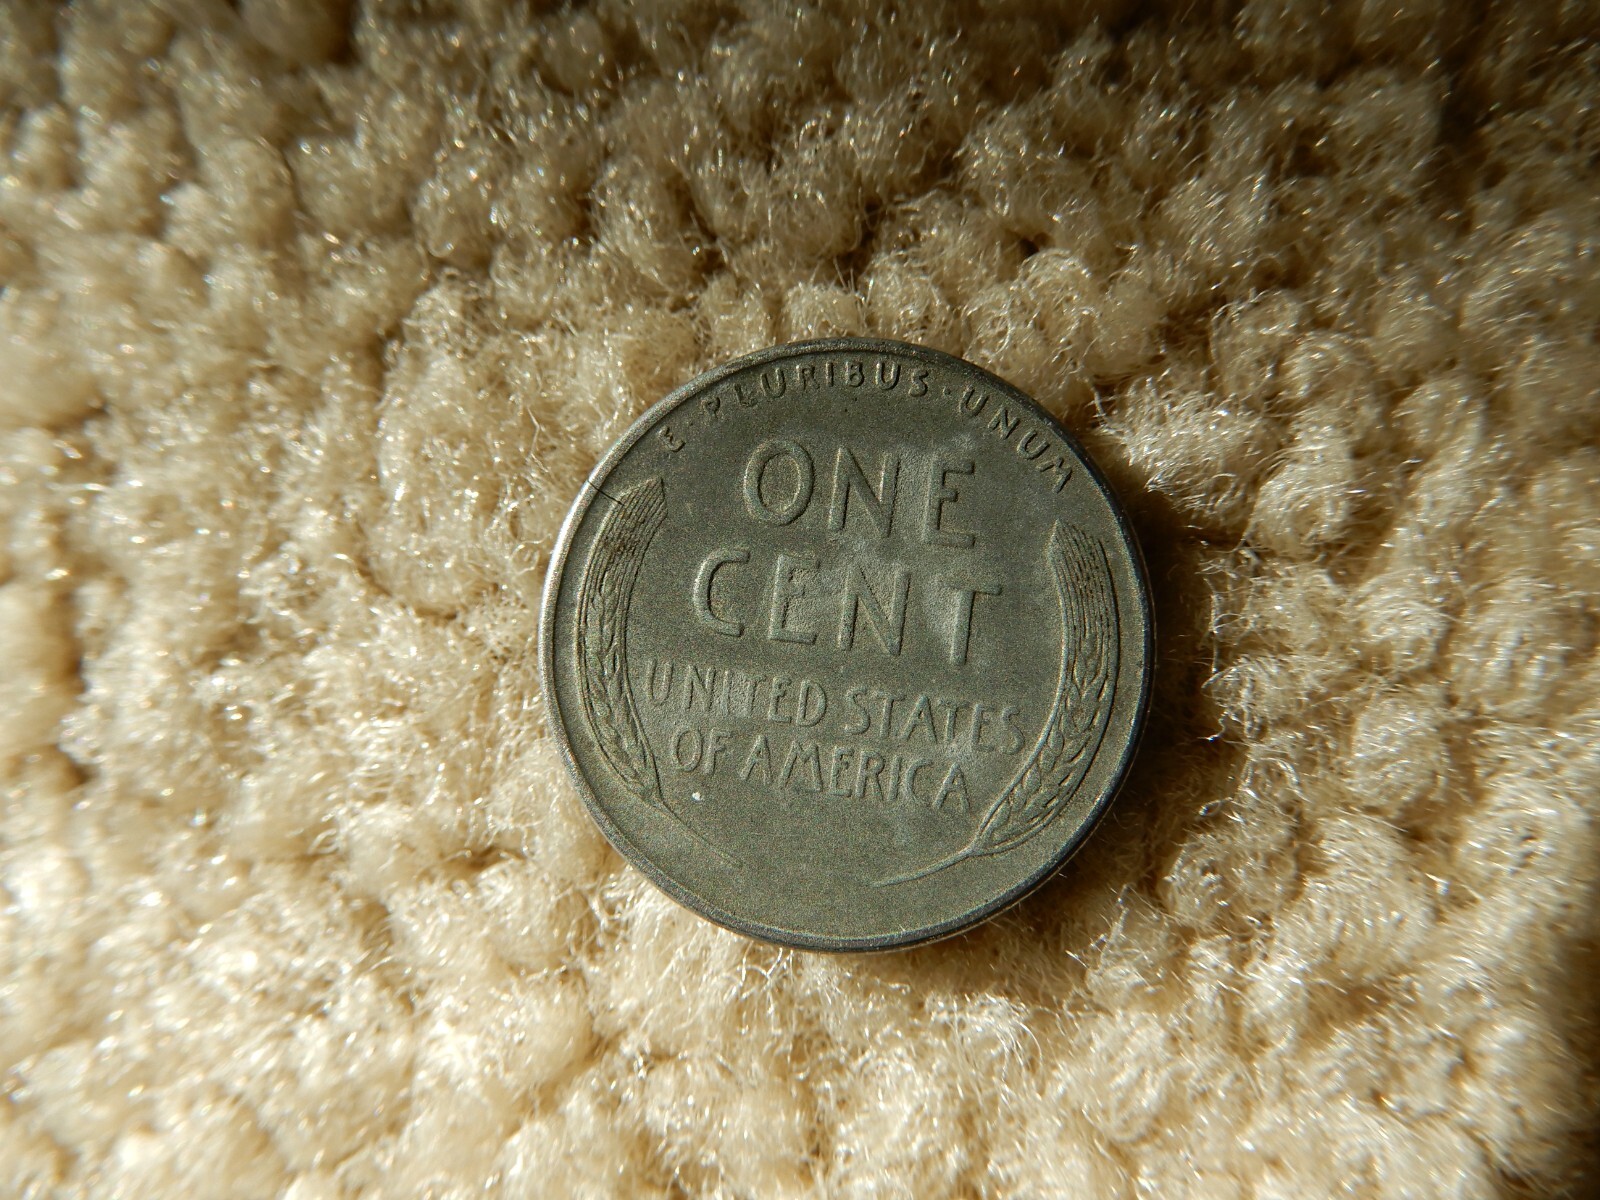 E·PLURIBUS·UNUM
ONE
CENT
UNITED STATES
OF AMERICA